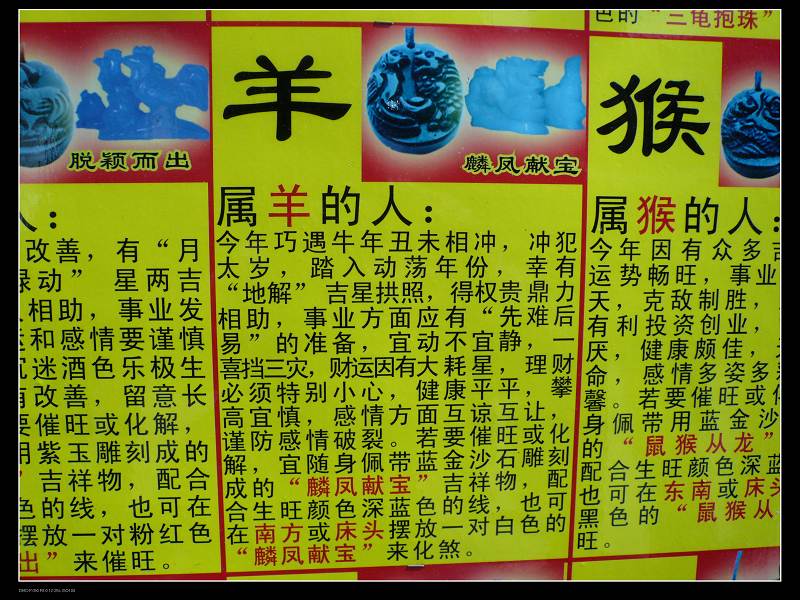 色的“三龟抱珠”
脱颖而出
人：
改善，有“月
绿动”星两吉
人相助，事业发
运和感情要谨慎
沉迷酒色乐极生
有改善，留意长
要催旺或化解，
用紫玉雕刻成的
”吉祥物，配合
色的线，也可在
摆放一对粉红色
出”来催旺。
羊
麟凤献宝
属羊的人：
今年巧遇牛年丑未相冲，冲犯
太岁，踏入动荡年份，幸有
“地解”吉星拱照，得权贵鼎力
相助，事业方面应有“先难后
易”的准备，宜动不宜静，一
喜挡三灾，财运因有大耗星，理财
必须特别小心，健康平平，攀
高宜慎，感情方面互谅互让，
谨防感情破裂。若要催旺或化
解，宜随身佩带蓝金沙石雕刻
成的“麟凤献宝”吉祥物，配
合生旺颜色深蓝色的线，也可
在南方或床头摆放一对白色的
“麟凤献宝”来化煞。
猴
属猴的人：
今年因有众多吉
运势畅旺，事业
天，克敌制胜，
有利投资创业，
厌，健康颇佳，
命，感情多姿多
馨。若要催旺或化
身佩带用蓝金沙
的“鼠猴从龙”
配合生旺颜色深蓝
也可在东南或床头
黑色的“鼠猴从
旺。